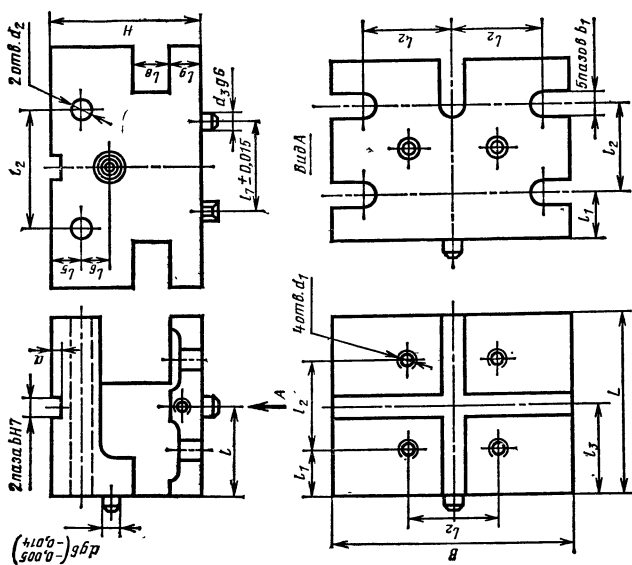 2 отв. d₂
H
l₂
l₅
l₆
l₈
l₉
d₃g6
l₇ ± 0,015
l₂
l₂
5 пазов b₁
Вид А
l₂
l₁
2 паза bH7
a
A
l
dg6(-0,005 -0,014)
4 отв. d₁
l₂
l₁
L
l₃
l₂
B